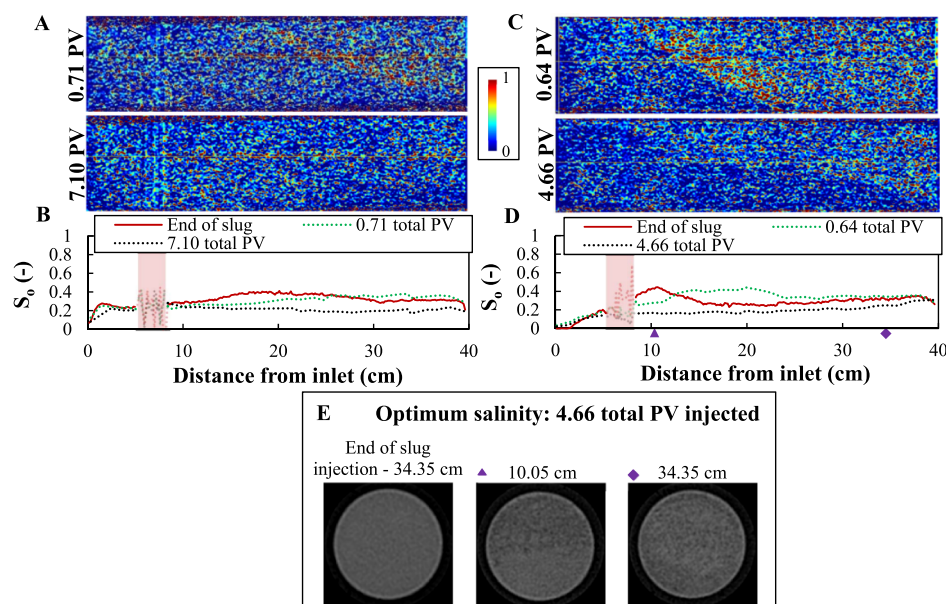 A
0.71 PV
7.10 PV
1
0
C
0.64 PV
4.66 PV
B
End of slug
0.71 total PV
7.10 total PV
1
0.8
0.6
0.4
0.2
0
Sₒ (-)
0 10 20 30 40
Distance from inlet (cm)
D
End of slug
0.64 total PV
4.66 total PV
1
0.8
0.6
0.4
0.2
0
Sₒ (-)
0 10 20 30 40
Distance from inlet (cm)
E Optimum salinity: 4.66 total PV injected
End of slug
injection - 34.35 cm
10.05 cm
34.35 cm